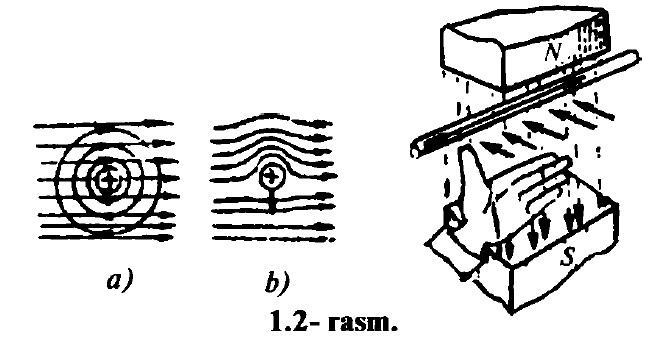 N
S
a) b)
1.2- rasm.